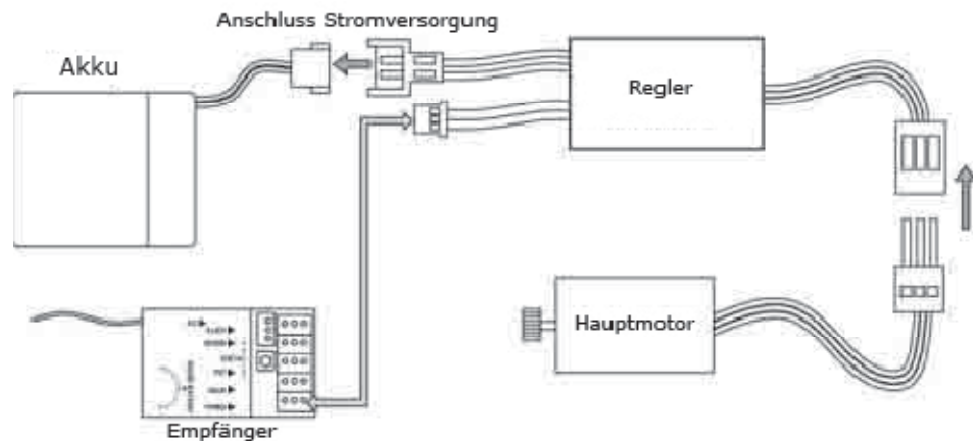 Anschluss Stromversorgung
Akku
Regler
Hauptmotor
Empfänger